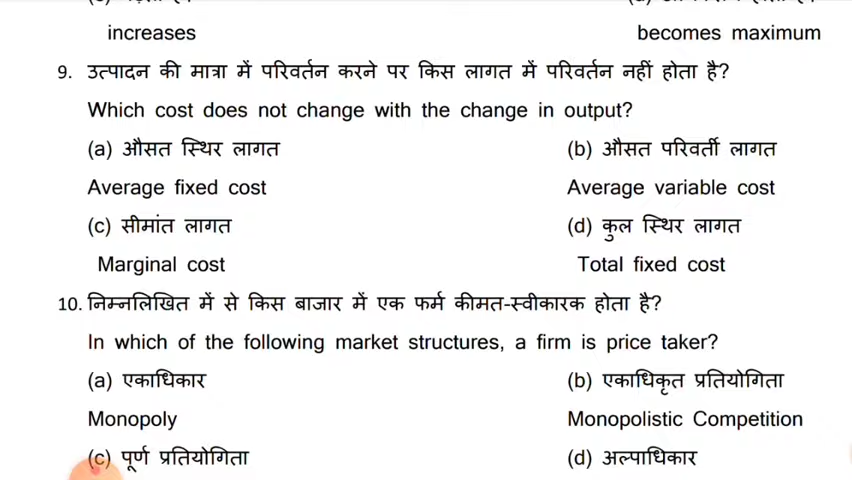 increases becomes maximum
9. उत्पादन की मात्रा में परिवर्तन करने पर किस लागत में परिवर्तन नहीं होता है?
Which cost does not change with the change in output?
(a) औसत स्थिर लागत (b) औसत परिवर्ती लागत
Average fixed cost Average variable cost
(c) सीमांत लागत (d) कुल स्थिर लागत
Marginal cost Total fixed cost
10. निम्नलिखित में से किस बाजार में एक फर्म कीमत-स्वीकारक होता है?
In which of the following market structures, a firm is price taker?
(a) एकाधिकार (b) एकाधिकृत प्रतियोगिता
Monopoly Monopolistic Competition
(c) पूर्ण प्रतियोगिता (d) अल्पाधिकार